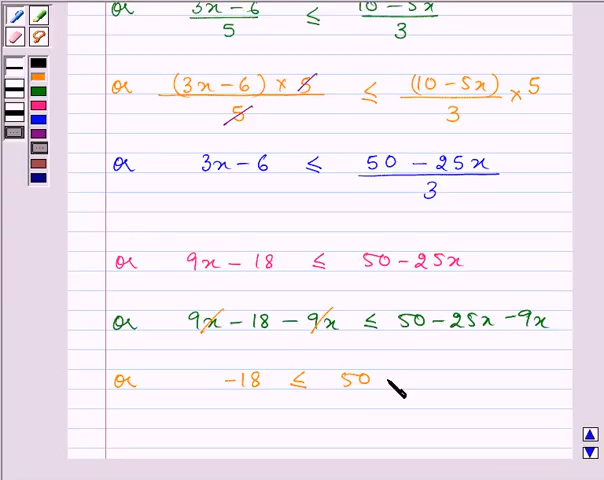 or (3x-6)/5 ≤ (10-5x)/3
or (3x-6)×5/5 ≤ (10-5x)/3 × 5
or 3x-6 ≤ (50-25x)/3
or 9x-18 ≤ 50-25x
or 9x-18-9x ≤ 50-25x-9x
or -18 ≤ 50